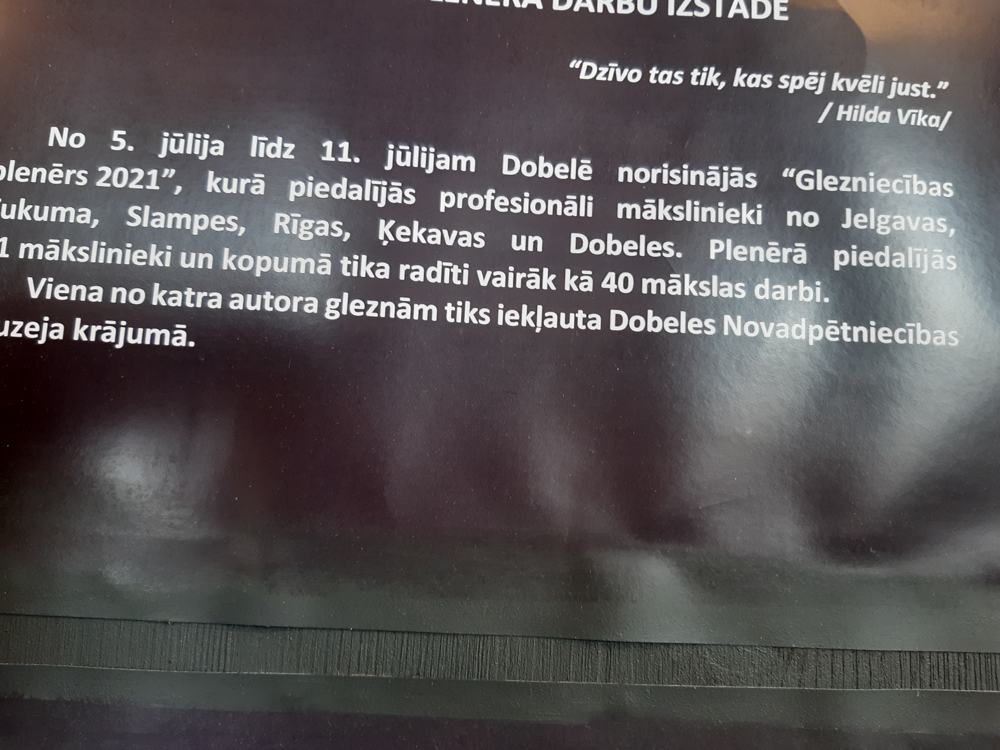 DARBU IZSTĀDE
“Dzīvo tas tik, kas spēj kvēli just.”
/ Hilda Vīka/
No 5. jūlija līdz 11. jūlijam Dobelē norisinājās “Glezniecības
plenērs 2021”, kurā piedalījās profesionāli mākslinieki no Jelgavas,
Slampes, Rīgas, Ķekavas un Dobeles. Plenērā piedalījās
mākslinieki un kopumā tika radīti vairāk kā 40 mākslas darbi.
Viena no katra autora gleznām tiks iekļauta Dobeles Novadpētniecības
krājumā.